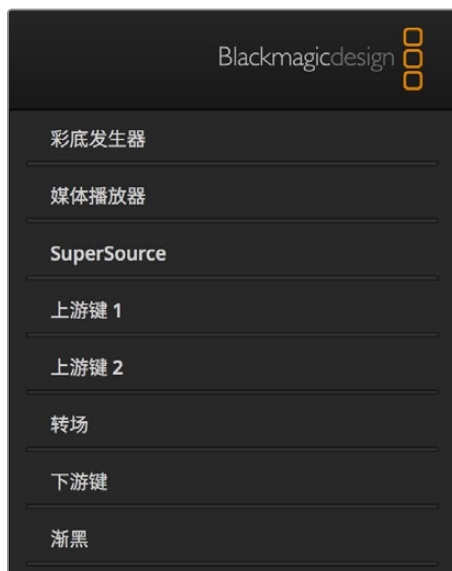 Blackmagicdesign
彩底发生器
媒体播放器
SuperSource
上游键 1
上游键 2
转场
下游键
渐黑